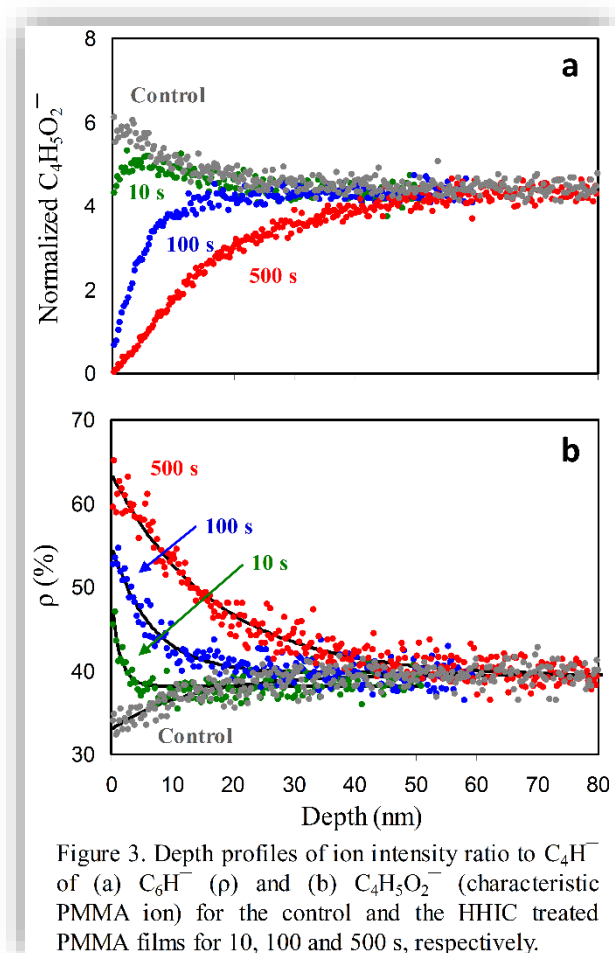 8
a
Control
6
10 s
4
100 s
500 s
2
0
Normalized C₄H₅O₂⁻
70
b
500 s
60
100 s
10 s
50
40
Control
30
ρ (%)
0 10 20 30 40 50 60 70 80
Depth (nm)
Figure 3. Depth profiles of ion intensity ratio to C₄H⁻
of (a) C₆H⁻ (ρ) and (b) C₄H₅O₂⁻ (characteristic
PMMA ion) for the control and the HHIC treated
PMMA films for 10, 100 and 500 s, respectively.